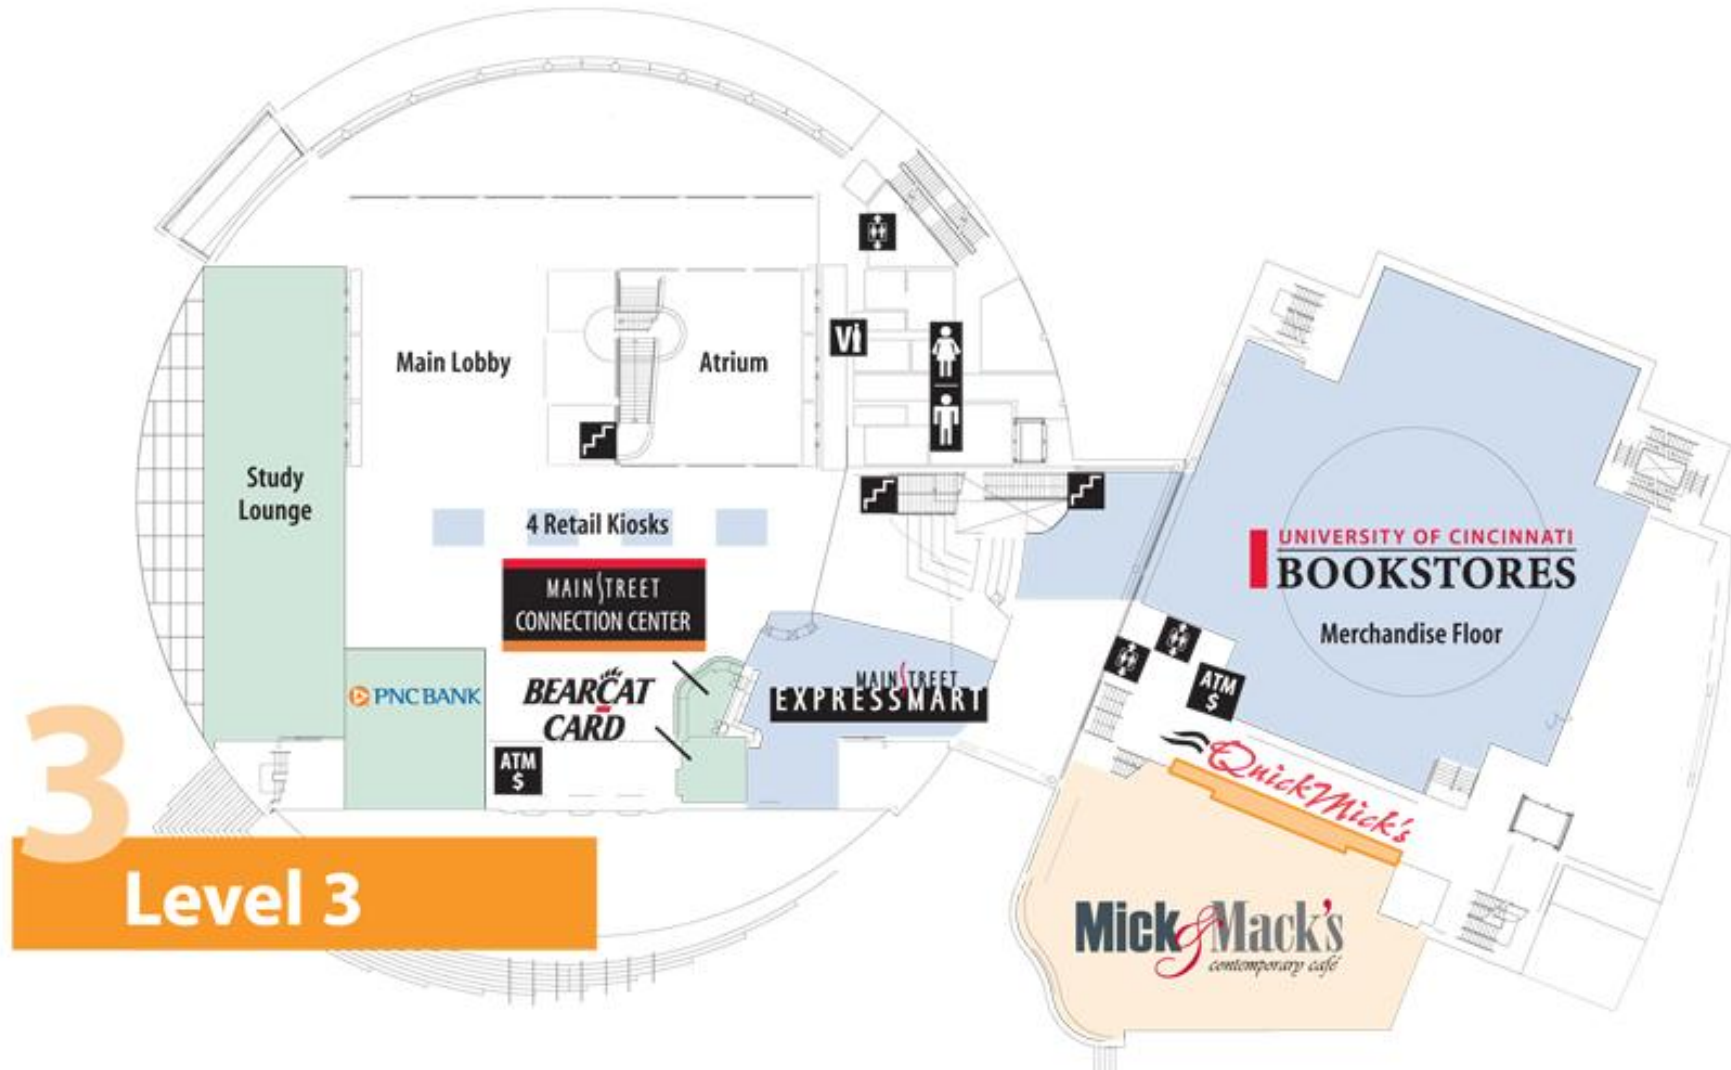 Main Lobby
Atrium
Vi
Study
Lounge
4 Retail Kiosks
MAINSTREET
CONNECTION CENTER
UNIVERSITY OF CINCINNATI
BOOKSTORES
Merchandise Floor
PNC BANK
BEARCAT
CARD
MAINSTREET
EXPRESSMART
ATM
$
ATM
$
QuickMick's
Mick & Mack's
contemporary café
3
Level 3